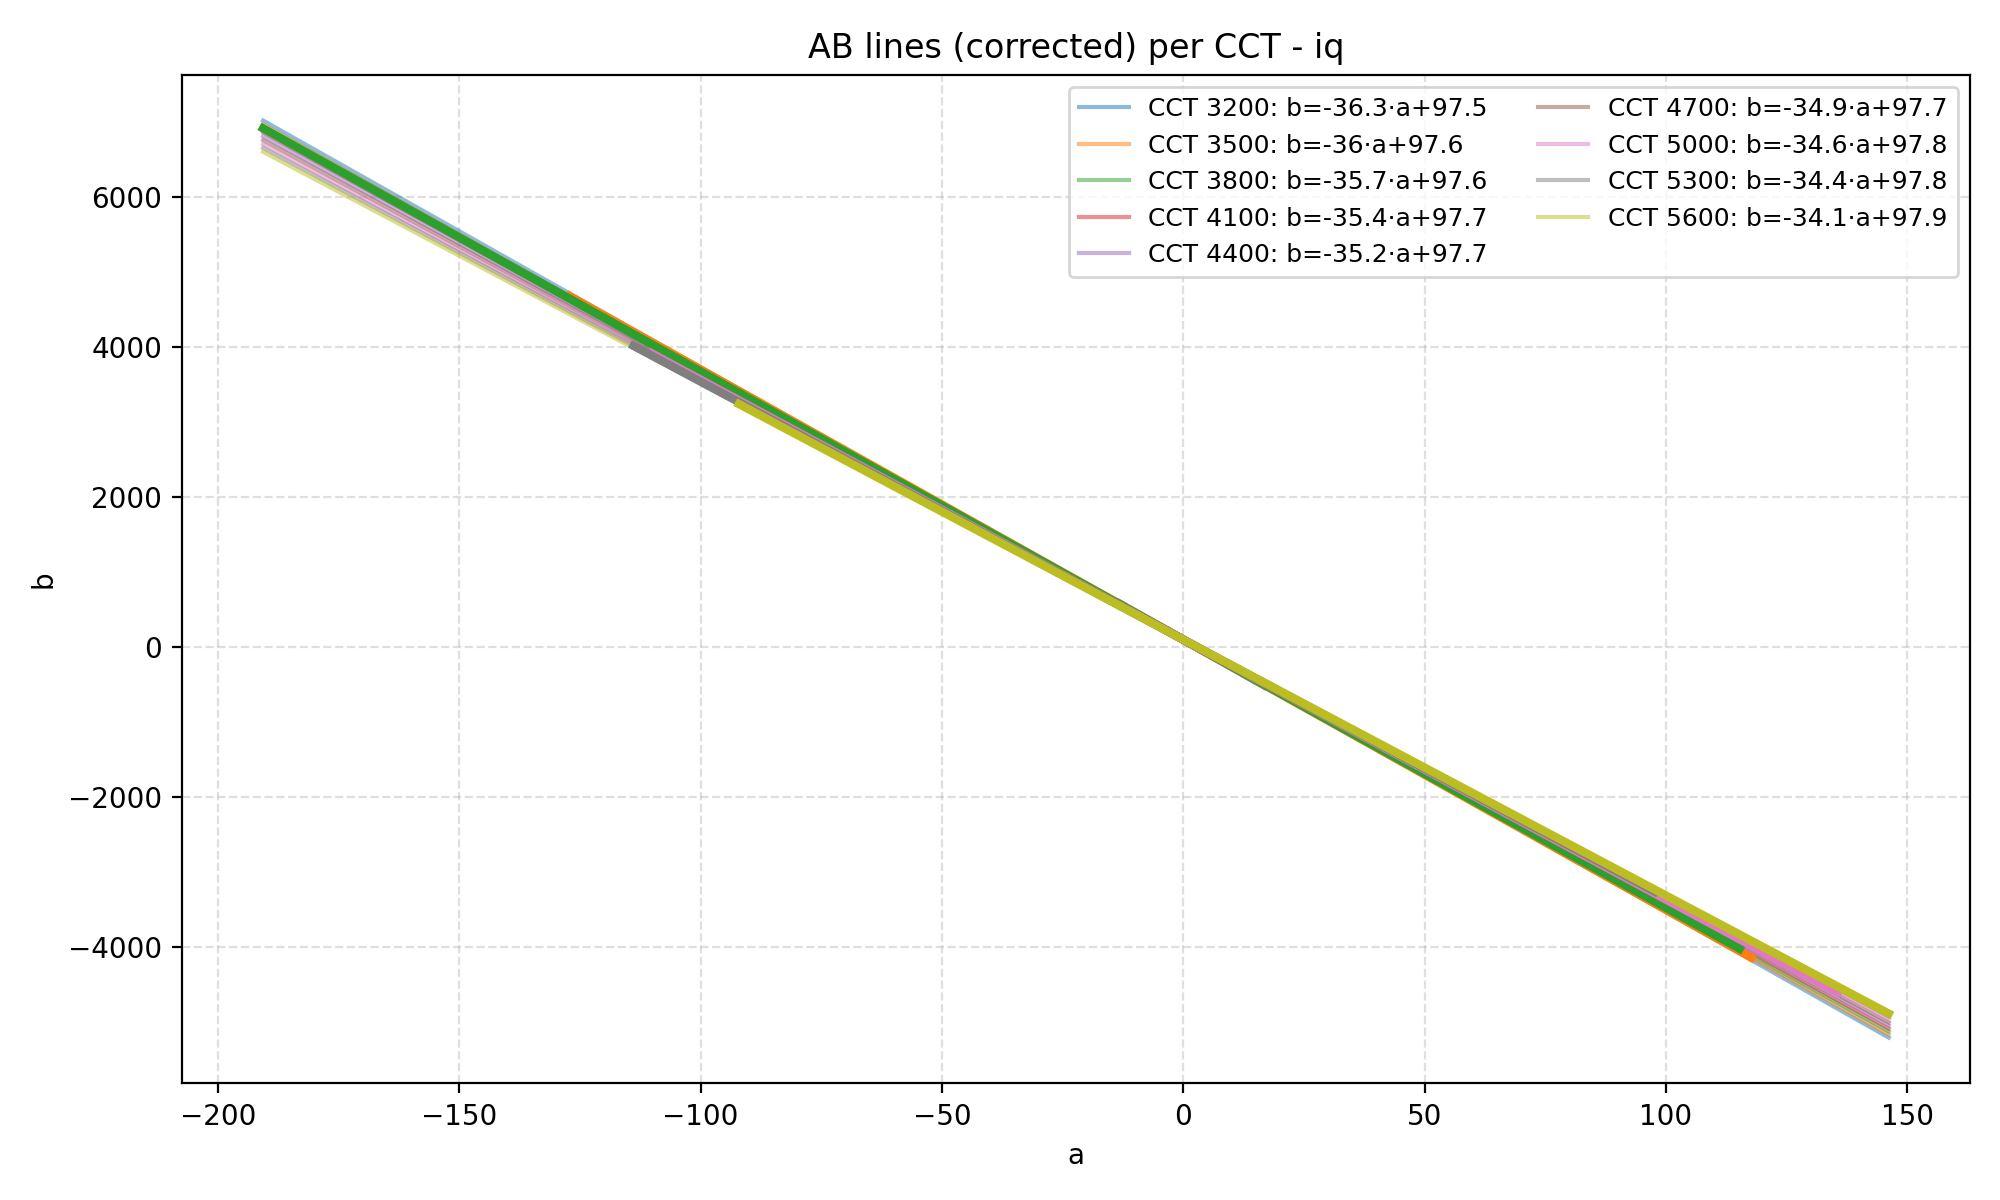 AB lines (corrected) per CCT - iq
CCT 3200: b=-36.3·a+97.5
CCT 3500: b=-36·a+97.6
CCT 3800: b=-35.7·a+97.6
CCT 4100: b=-35.4·a+97.7
CCT 4400: b=-35.2·a+97.7
CCT 4700: b=-34.9·a+97.7
CCT 5000: b=-34.6·a+97.8
CCT 5300: b=-34.4·a+97.8
CCT 5600: b=-34.1·a+97.9
6000
4000
2000
0
−2000
−4000
b
−200 −150 −100 −50 0 50 100 150
a